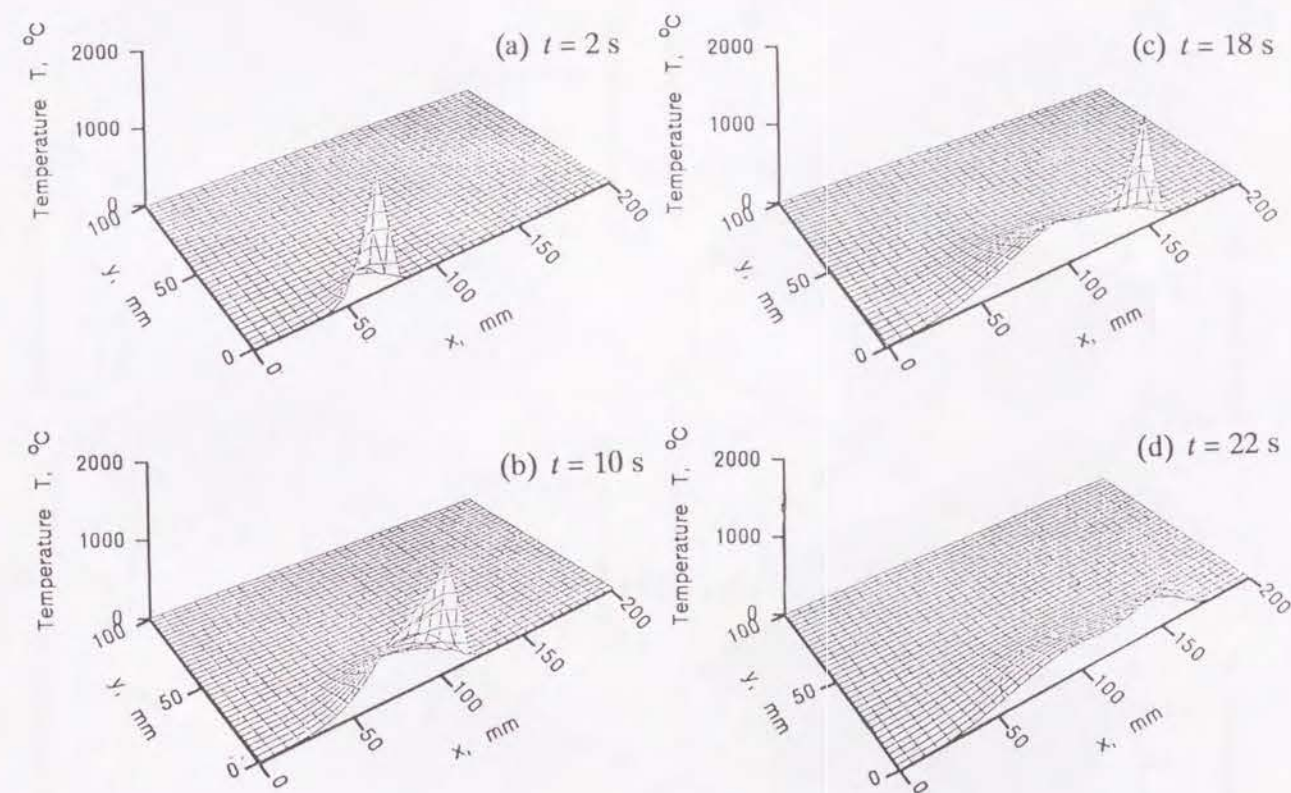 (a) t = 2 s
Temperature T, °C
2000
1000
0
100
50
0
y, mm
0
50
100
150
200
x, mm
(c) t = 18 s
Temperature T, °C
2000
1000
0
100
50
0
y, mm
0
50
100
150
200
x, mm
(b) t = 10 s
Temperature T, °C
2000
1000
0
100
50
0
y, mm
0
50
100
150
200
x, mm
(d) t = 22 s
Temperature T, °C
2000
1000
0
100
50
0
y, mm
0
50
100
150
200
x, mm